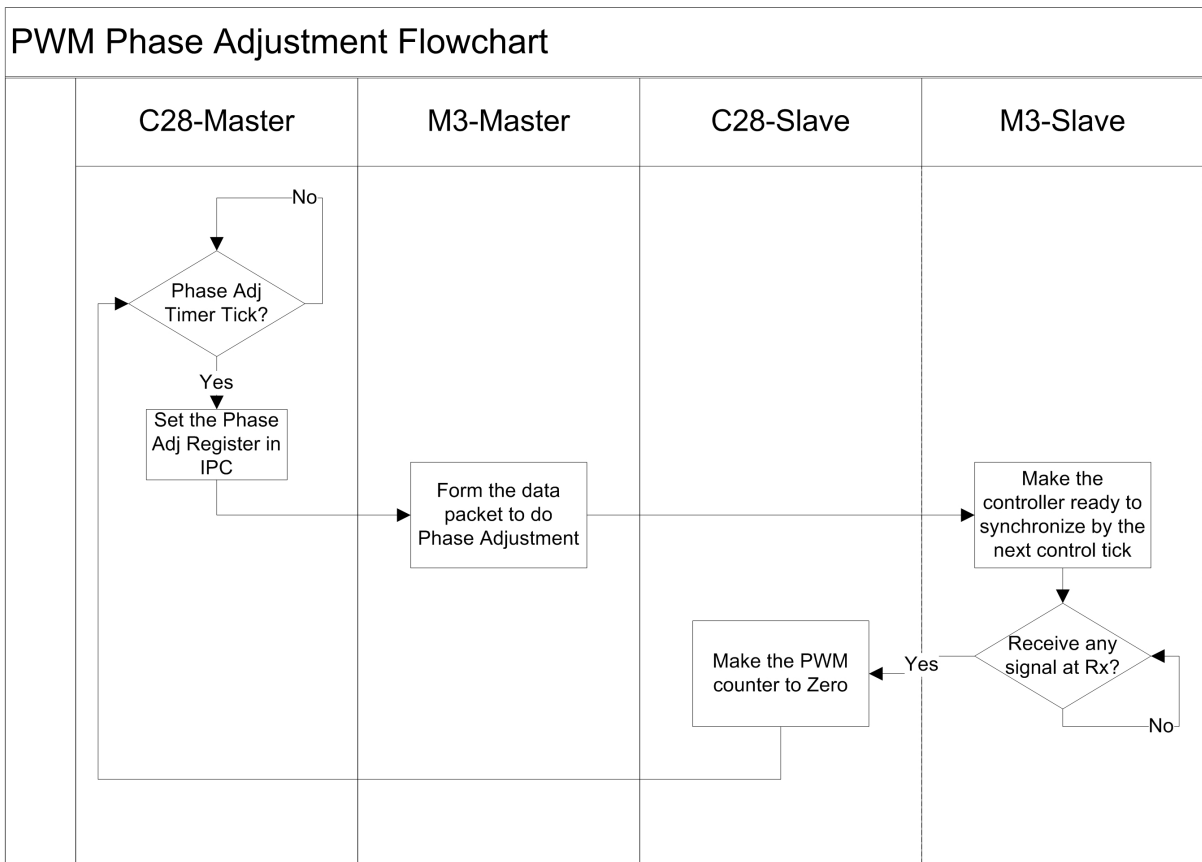 PWM Phase Adjustment Flowchart
C28-Master
M3-Master
C28-Slave
M3-Slave
No
Phase Adj
Timer Tick?
Yes
Set the Phase
Adj Register in
IPC
Form the data
packet to do
Phase Adjustment
Make the
controller ready to
synchronize by the
next control tick
Receive any
signal at Rx?
No
Yes
Make the PWM
counter to Zero